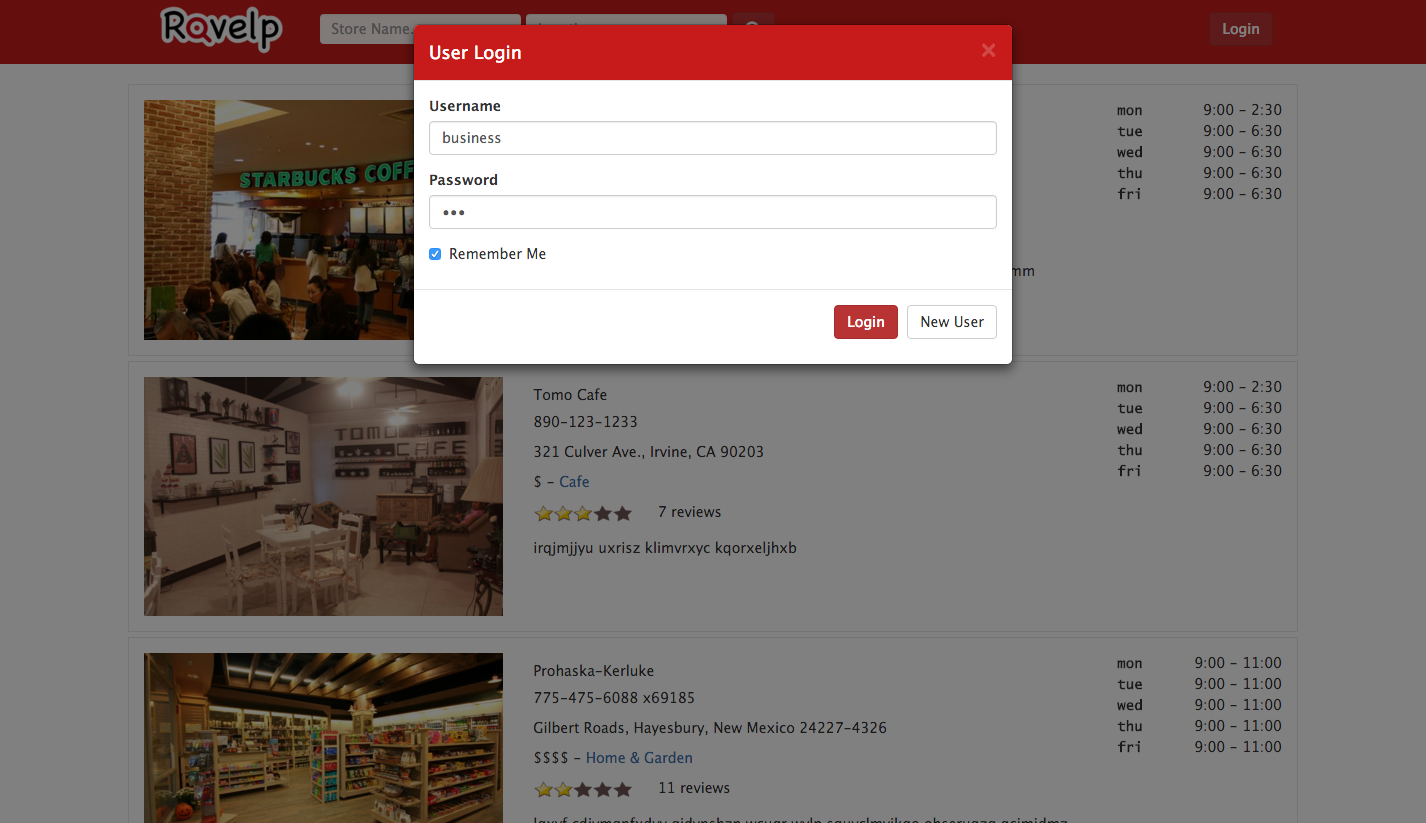 Ravelp
Store Name..
Login
User Login
×
Username
business
Password
•••
Remember Me
Login
New User
STARBUCKS COFF
mm
mon 9:00 - 2:30
tue 9:00 - 6:30
wed 9:00 - 6:30
thu 9:00 - 6:30
fri 9:00 - 6:30
TOMO
CAFE
Tomo Cafe
890-123-1233
321 Culver Ave., Irvine, CA 90203
$ - Cafe
7 reviews
irqjmjjyu uxrisz klimvrxyc kqorxeljhxb
mon 9:00 - 2:30
tue 9:00 - 6:30
wed 9:00 - 6:30
thu 9:00 - 6:30
fri 9:00 - 6:30
Prohaska-Kerluke
775-475-6088 x69185
Gilbert Roads, Hayesbury, New Mexico 24227-4326
$$$$ - Home & Garden
11 reviews
mon 9:00 - 11:00
tue 9:00 - 11:00
wed 9:00 - 11:00
thu 9:00 - 11:00
fri 9:00 - 11:00